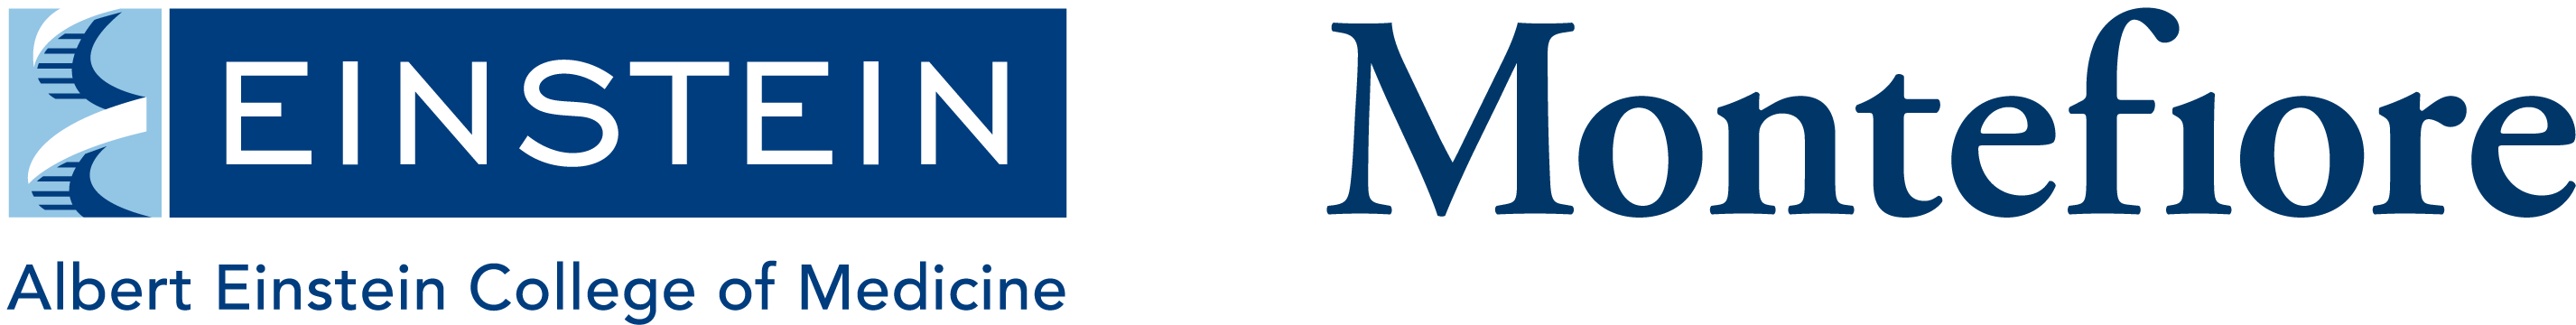 EINSTEIN
Albert Einstein College of Medicine
Montefiore